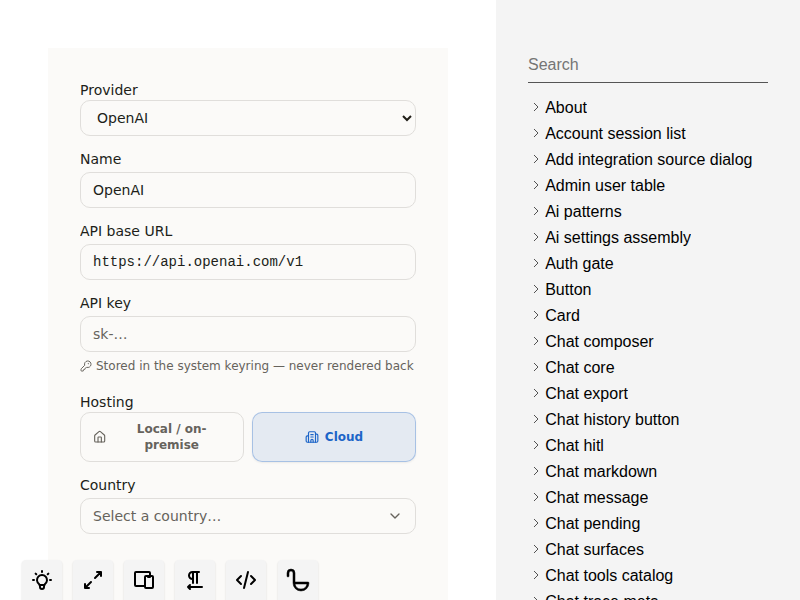 Provider
OpenAI
Name
OpenAI
API base URL
https://api.openai.com/v1
API key
sk-...
Stored in the system keyring — never rendered back
Hosting
Local / on-
premise
Cloud
Country
Select a country...
Search
About
Account session list
Add integration source dialog
Admin user table
Ai patterns
Ai settings assembly
Auth gate
Button
Card
Chat composer
Chat core
Chat export
Chat history button
Chat hitl
Chat markdown
Chat message
Chat pending
Chat surfaces
Chat tools catalog